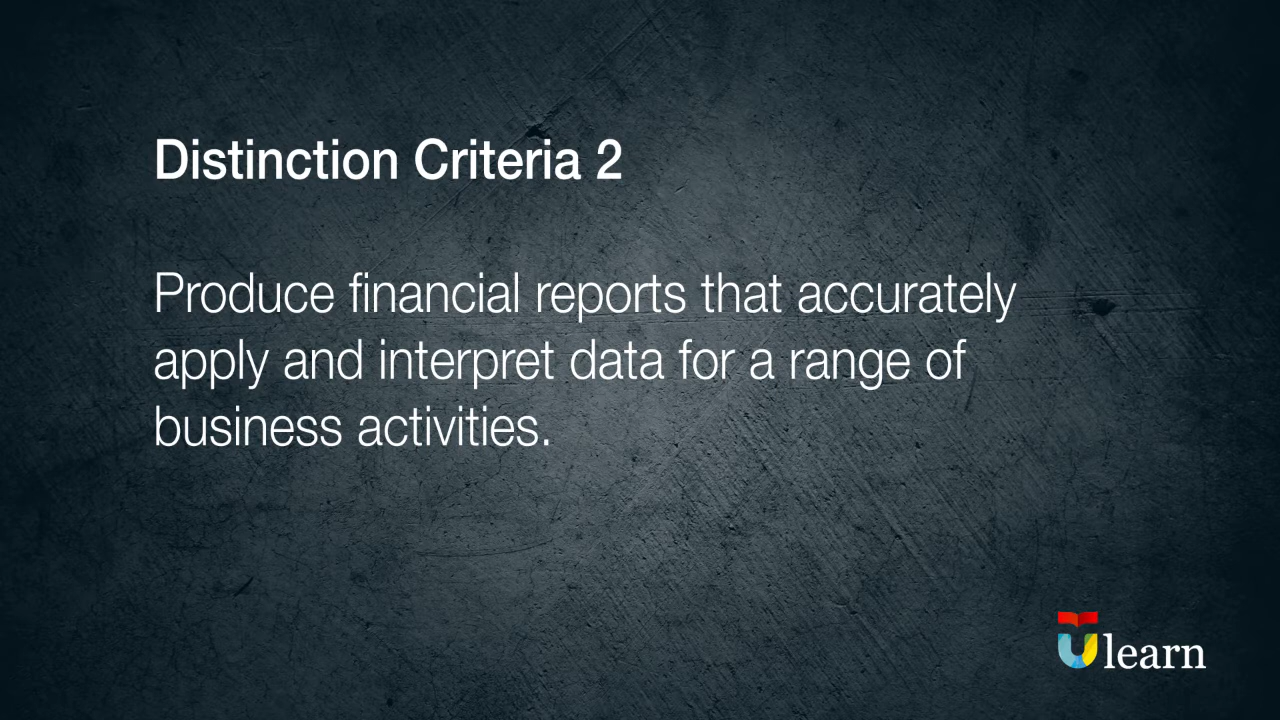 Distinction Criteria 2
Produce financial reports that accurately
apply and interpret data for a range of
business activities.
U learn